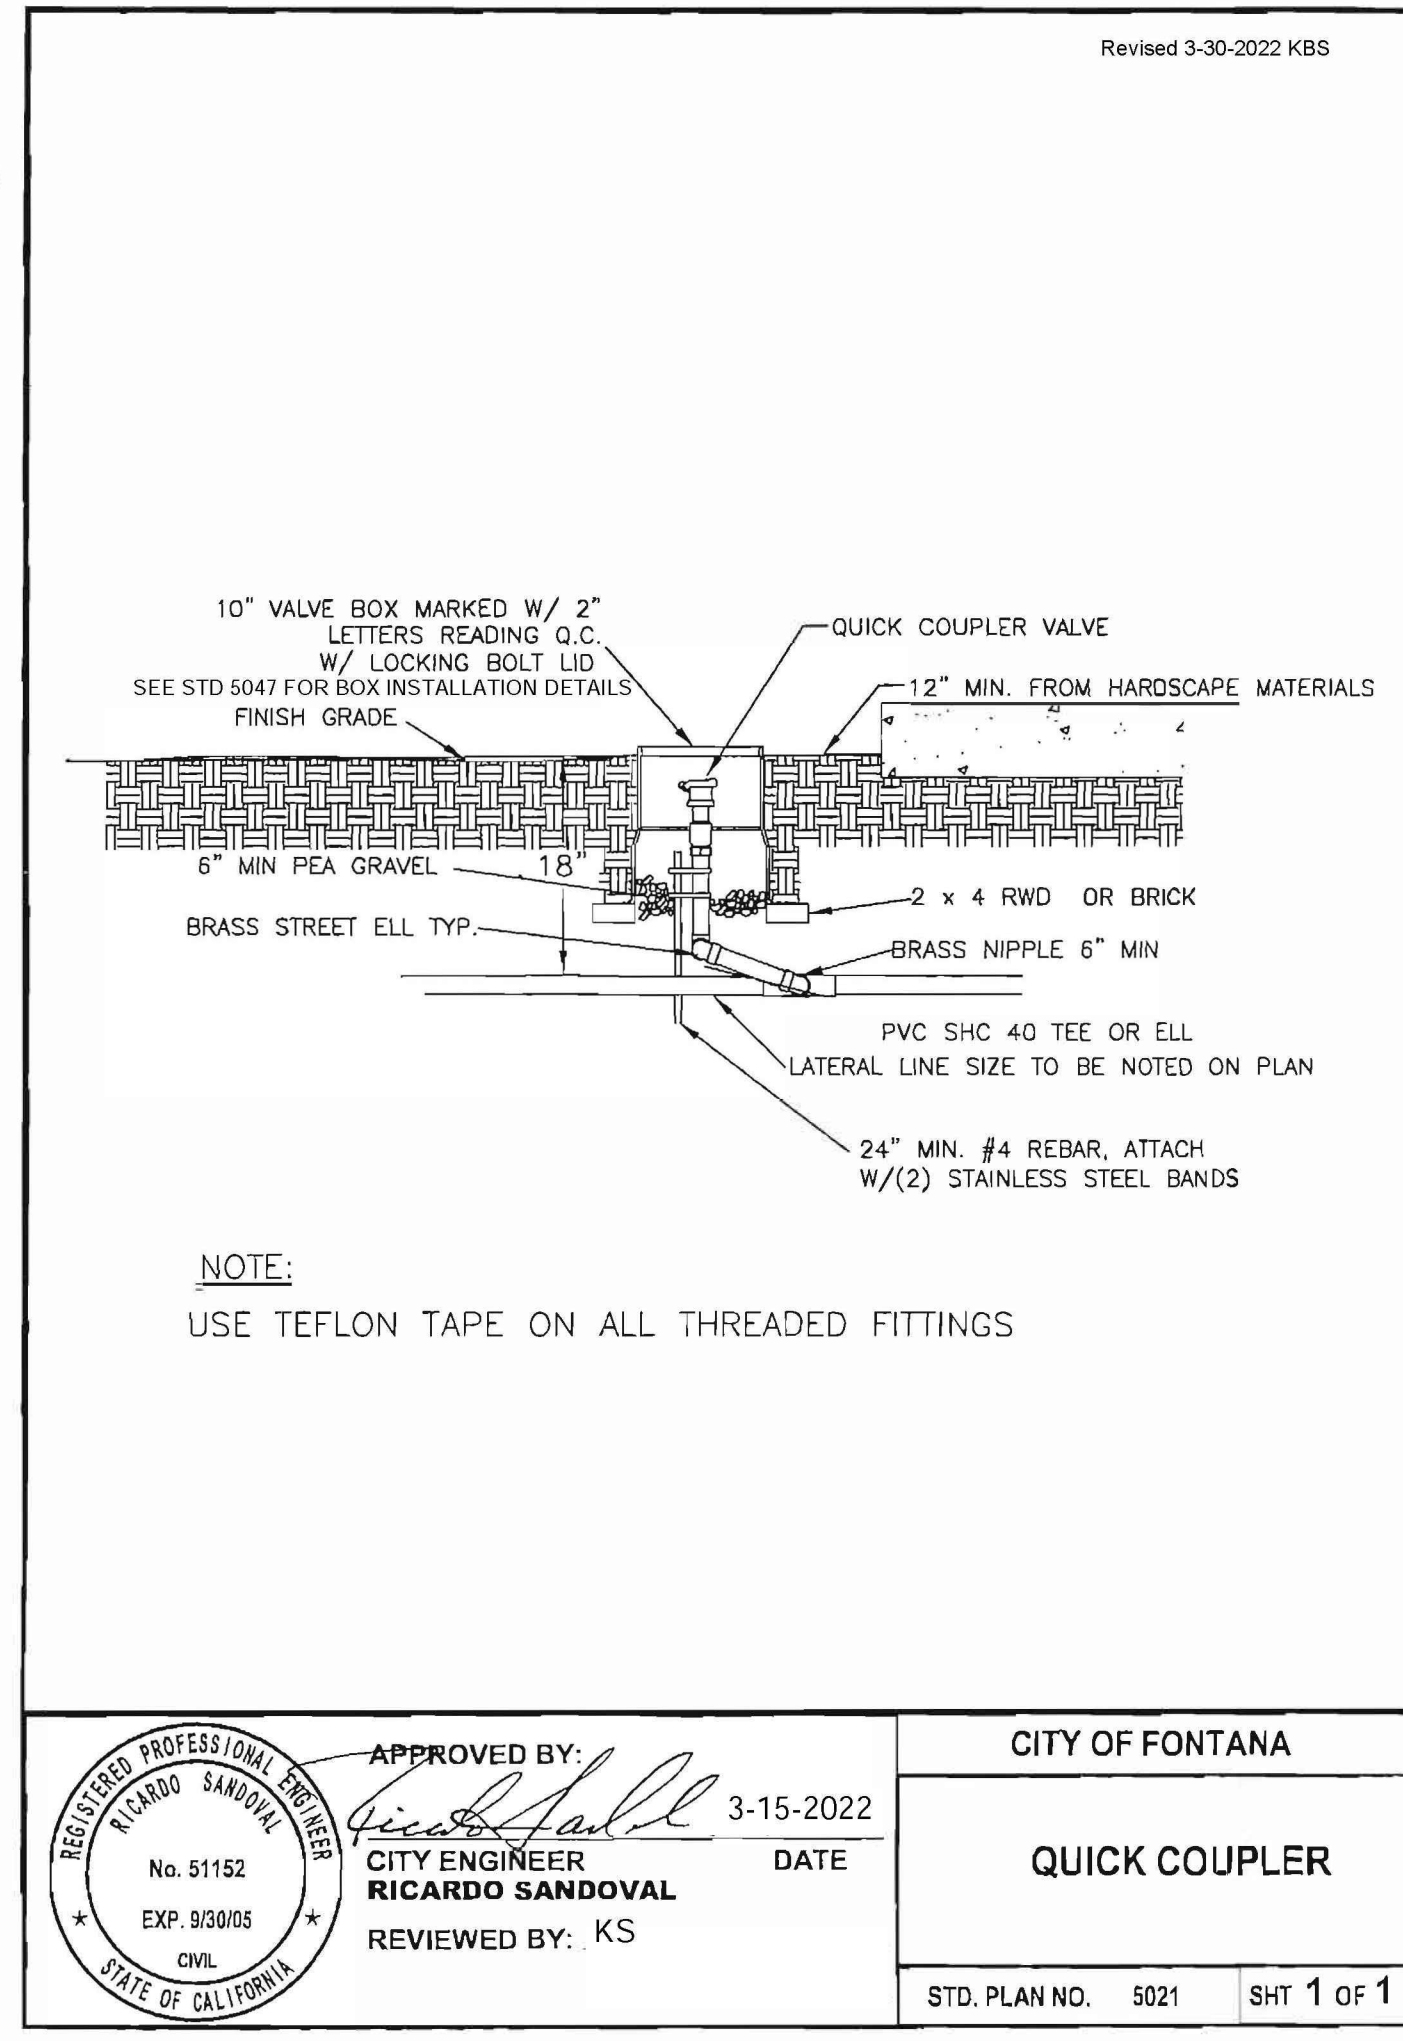 Revised 3-30-2022 KBS
10" VALVE BOX MARKED W/ 2"
LETTERS READING Q.C.
W/ LOCKING BOLT LID
SEE STD 5047 FOR BOX INSTALLATION DETAILS
FINISH GRADE
QUICK COUPLER VALVE
12" MIN. FROM HARDSCAPE MATERIALS
6" MIN PEA GRAVEL
18"
2 x 4 RWD OR BRICK
BRASS STREET ELL TYP.
BRASS NIPPLE 6" MIN
PVC SHC 40 TEE OR ELL
LATERAL LINE SIZE TO BE NOTED ON PLAN
24" MIN. #4 REBAR, ATTACH
W/(2) STAINLESS STEEL BANDS
NOTE:
USE TEFLON TAPE ON ALL THREADED FITTINGS
REGISTERED PROFESSIONAL ENGINEER
RICARDO SANDOVAL
No. 51152
EXP. 9/30/05
CIVIL
STATE OF CALIFORNIA
APPROVED BY:
Ricardo Sandoval
3-15-2022
CITY ENGINEER
DATE
RICARDO SANDOVAL
REVIEWED BY: KS
CITY OF FONTANA
QUICK COUPLER
STD. PLAN NO. 5021
SHT 1 OF 1